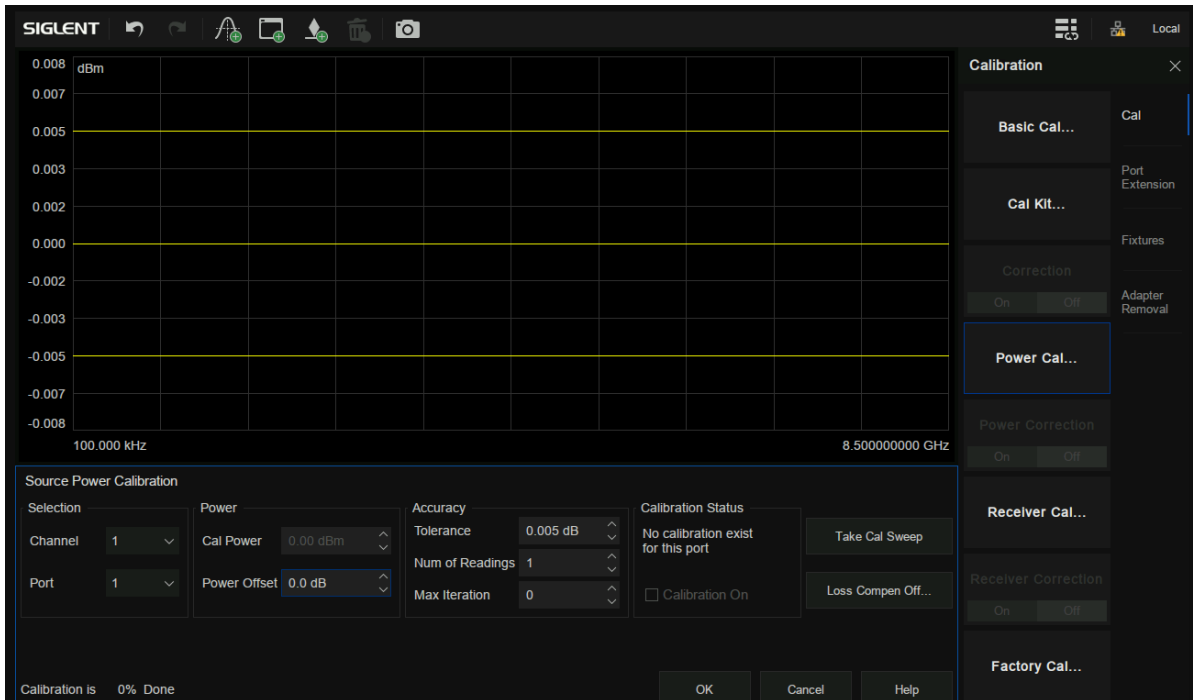 SIGLENT
Local
0.008 dBm
0.007
0.005
0.003
0.002
0.000
-0.002
-0.003
-0.005
-0.007
-0.008
100.000 kHz 8.500000000 GHz
Calibration
Basic Cal...
Cal Kit...
Correction
On Off
Power Cal...
Power Correction
On Off
Receiver Cal...
Receiver Correction
On Off
Factory Cal...
Cal
Port
Extension
Fixtures
Adapter
Removal
Source Power Calibration
Selection
Channel 1
Port 1
Power
Cal Power 0.00 dBm
Power Offset 0.0 dB
Accuracy
Tolerance 0.005 dB
Num of Readings 1
Max Iteration 0
Calibration Status
No calibration exist
for this port
Calibration On
Take Cal Sweep
Loss Compen Off...
Calibration is 0% Done
OK Cancel Help